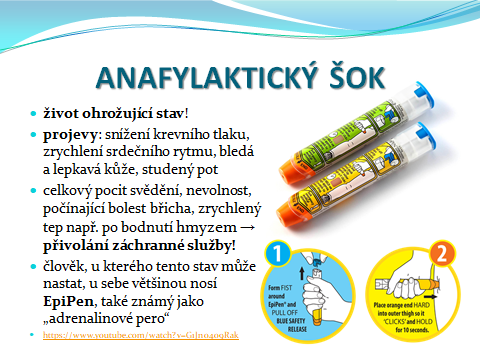 ANAFYLAKTICKÝ ŠOK
život ohrožující stav!
projevy: snížení krevního tlaku,
zrychlení srdečního rytmu, bledá
a lepkavá kůže, studený pot
celkový pocit svědění, nevolnost,
počínající bolest břicha, zrychlený
tep např. po bodnutí hmyzem →
přivolání záchranné služby!
člověk, u kterého tento stav může
nastat, u sebe většinou nosí
EpiPen, také známý jako
„adrenalinové pero“
1
Form FIST
around
EpiPen® and
PULL OFF
BLUE SAFETY
RELEASE
2
Place orange end HARD
into outer thigh so it
'CLICKS' and HOLD
for 10 seconds.